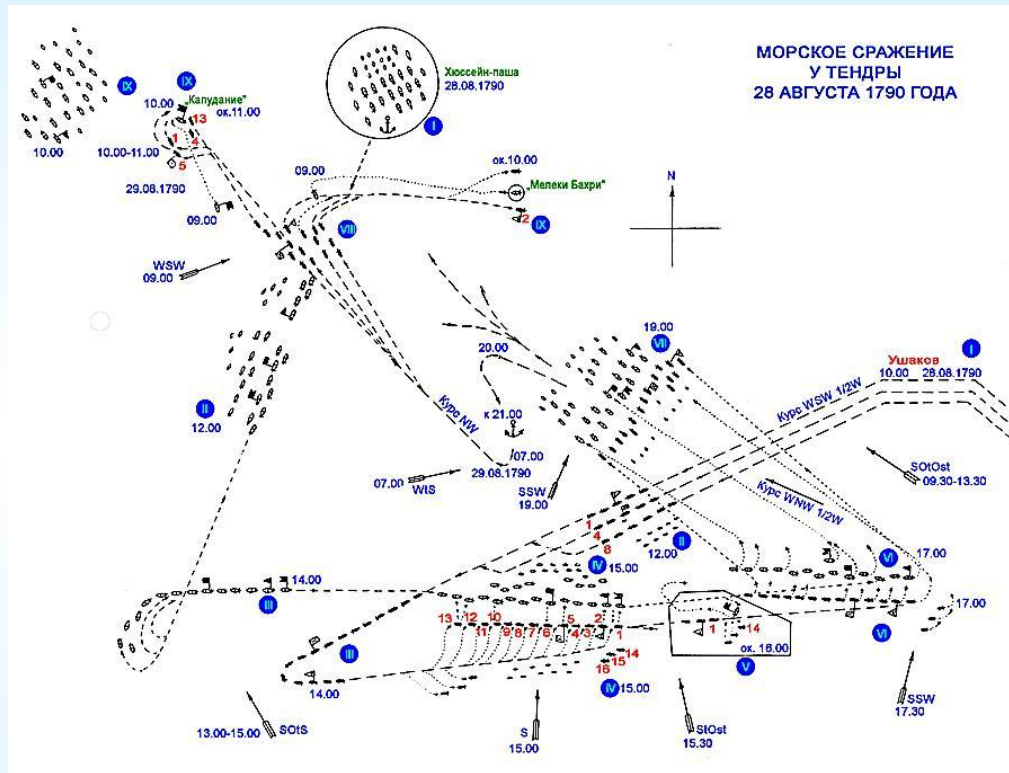 МОРСКОЕ СРАЖЕНИЕ
У ТЕНДРЫ
28 АВГУСТА 1790 ГОДА
IX
IX
10.00
„Капудание"
ок.11.00
13
1
4
5
10.00
10.00-11.00
29.08.1790
09.00
Хюссейн-паша
28.08.1790
I
09.00
ок.10.00
„Мелеки Бахри"
2
IX
VIII
N
WSW
09.00
II
12.00
20.00
к 21.00
Курс NW
07.00
29.08.1790
07.00
WtS
SSW
19.00
19.00
VII
Ушаков
I
10.00 28.08.1790
Курс WSW 1/2W
SOtOst
09.30-13.30
Курс WNW 1/2W
1
4
8
12.00
II
IV
15.00
VI
17.00
14.00
III
13
12
10
5
2
11
9
8
7
6
4
3
1
14
15
16
1
14
ок. 16.00
V
VI
17.00
III
14.00
IV
15.00
13.00-15.00
SOtS
S
15.00
StOst
15.30
SSW
17.30